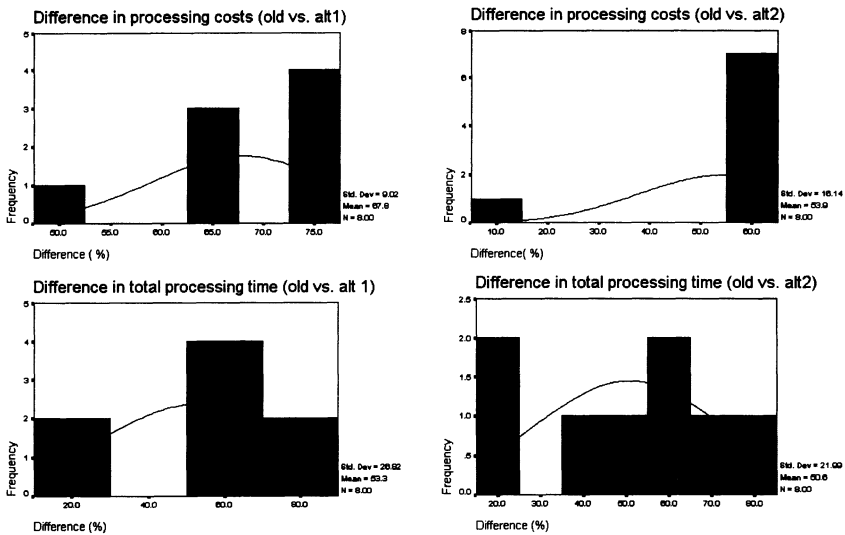 Difference in processing costs (old vs. alt1)
5
4
3
2
1
0
Frequency
50.0 55.0 60.0 65.0 70.0 75.0
Difference ( %)
Std. Dev = 9.02
Mean = 67.8
N = 8.00
Difference in processing costs (old vs. alt2)
8
6
4
2
0
Frequency
10.0 20.0 30.0 40.0 50.0 60.0
Difference( %)
Std. Dev = 16.14
Mean = 53.9
N = 8.00
Difference in total processing time (old vs. alt 1)
5
4
3
2
1
0
Frequency
20.0 40.0 60.0 80.0
Difference (%)
Std. Dev =
Mean = 53.3
N = 8.00
Difference in total processing time (old vs. alt2)
2.5
2.0
1.5
1.0
.5
0.0
Frequency
20.0 30.0 40.0 50.0 60.0 70.0 80.0
Difference (%)
Std. Dev = 21.99
Mean = 50.6
N = 8.00